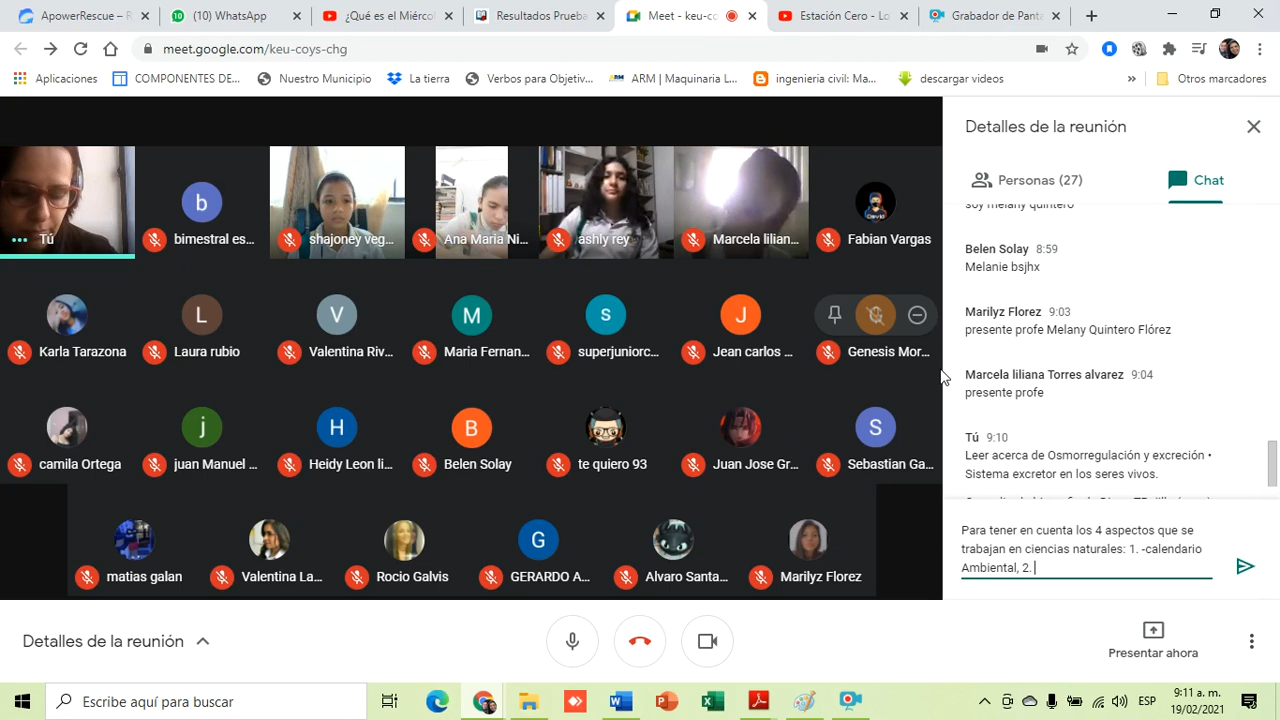 ApowerRescue - R
(10) WhatsApp
¿Qué es el Miérco
Resultados Prueba
Meet - keu-co
Estación Cero - Lo
Grabador de Pant
meet.google.com/keu-coys-chg
Aplicaciones
COMPONENTES DE...
Nuestro Municipio
La tierra
Verbos para Objetiv...
ARM | Maquinaria L...
ingenieria civil: Ma...
descargar videos
»
Otros marcadores
Detalles de la reunión
Personas (27)
Chat
soy melany quintero
Belen Solay 8:59
Melanie bsjhx
Marilyz Florez 9:03
presente profe Melany Quintero Flórez
Marcela liliana Torres alvarez 9:04
presente profe
Tú 9:10
Leer acerca de Osmorregulación y excreción •
Sistema excretor en los seres vivos.
Para tener en cuenta los 4 aspectos que se
trabajan en ciencias naturales: 1. -calendario
Ambiental, 2.
Tú
b
bimestral es...
shajoney veg...
Ana Maria Ni...
ashly rey
Marcela lilian...
David
Fabian Vargas
Karla Tarazona
L
Laura rubio
V
Valentina Riv...
M
Maria Fernan...
s
superjuniorc...
J
Jean carlos ...
Genesis Mor...
camila Ortega
j
juan Manuel ...
H
Heidy Leon li...
B
Belen Solay
te quiero 93
Juan Jose Gr...
S
Sebastian Ga...
matias galan
Valentina La...
Rocio Galvis
G
GERARDO A...
Alvaro Santa...
Marilyz Florez
Detalles de la reunión
Presentar ahora
Escribe aquí para buscar
ESP
9:11 a. m.
19/02/2021